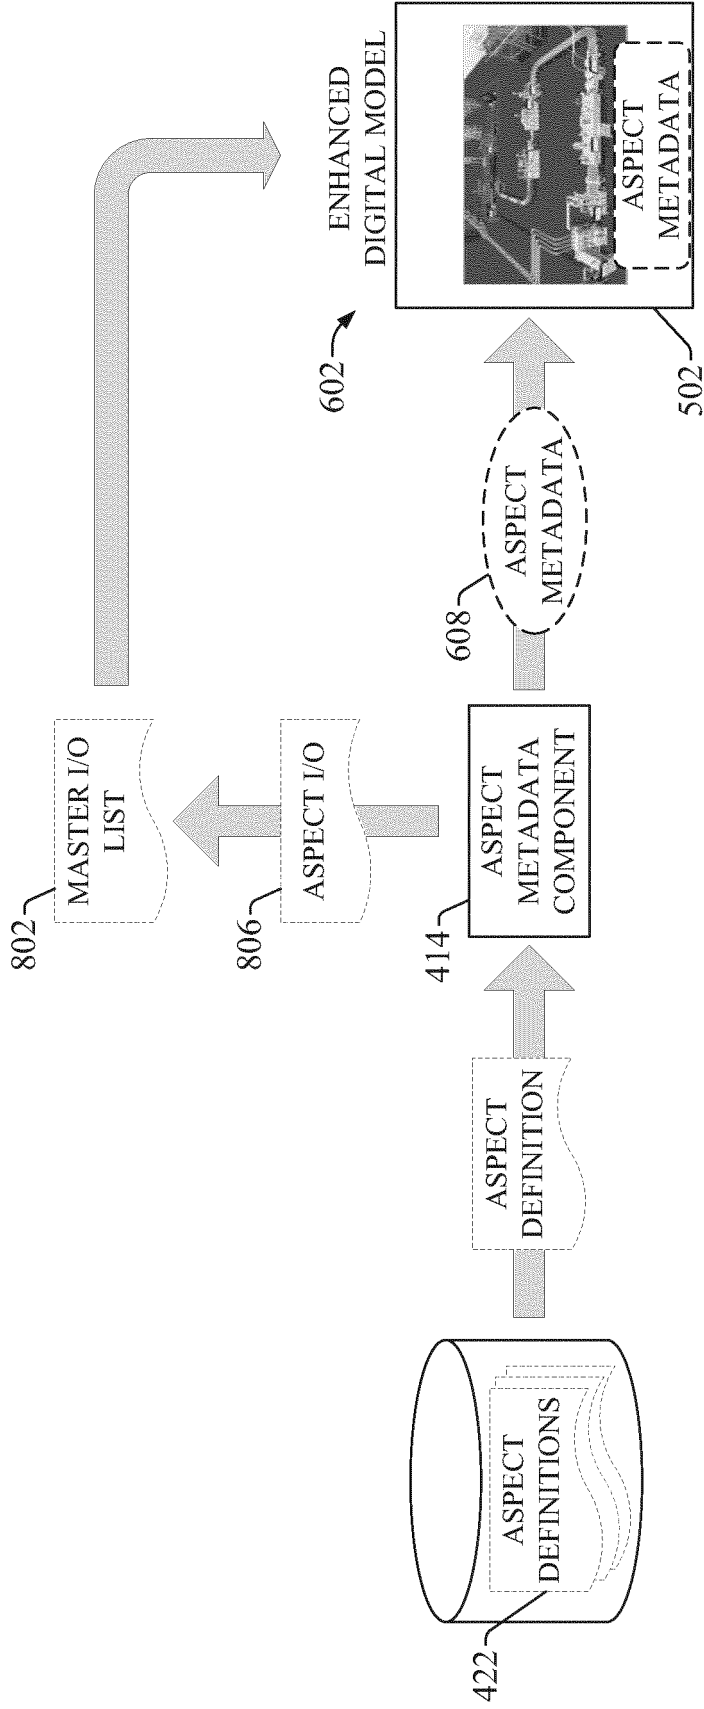 802
MASTER I/O
LIST
806
ASPECT I/O
602
ENHANCED
DIGITAL MODEL
422
ASPECT
DEFINITIONS
ASPECT
DEFINITION
414
ASPECT
METADATA
COMPONENT
608
ASPECT
METADATA
ASPECT
METADATA
502